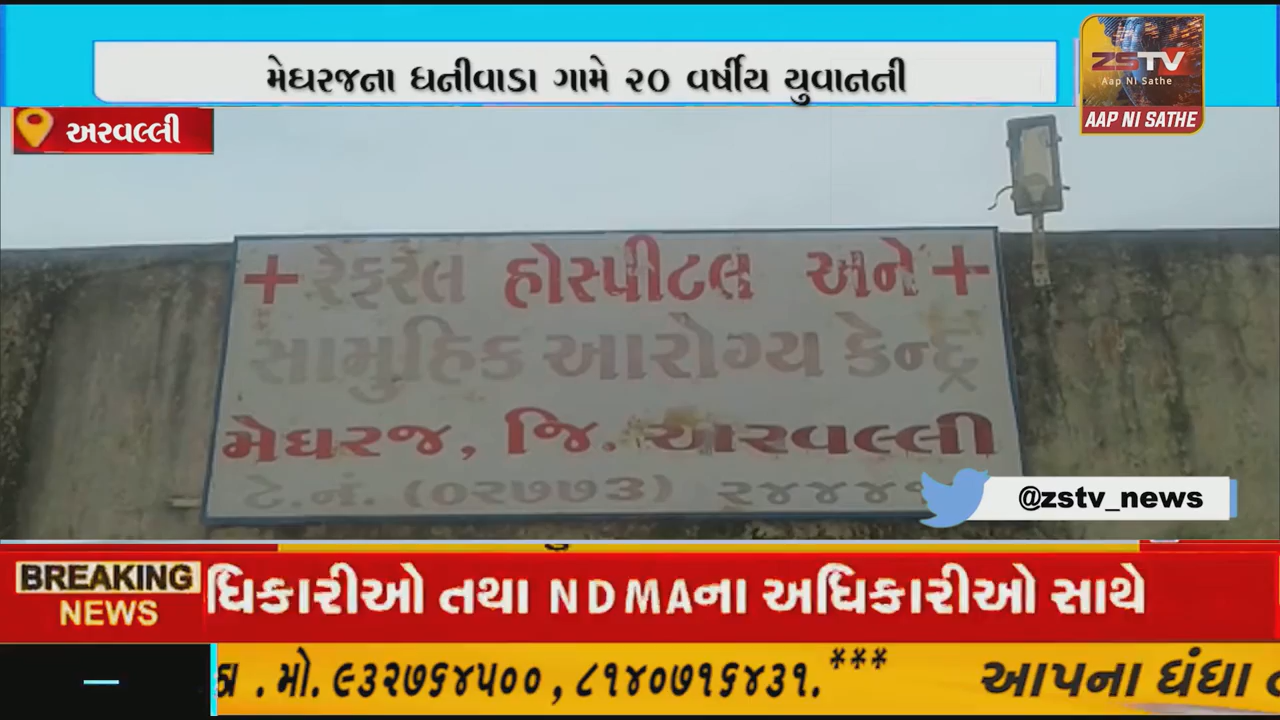 મેઘરજના ધનીવાડા ગામે ૨૦ વર્ષીય યુવાનની
ZSTV
Aap Ni Sathe
AAP NI SATHE
અરવલ્લી
+ રેફરલ હોસ્પીટલ અને +
સામુહિક આરોગ્ય કેન્દ્ર
મેઘરજ, જિ. અરવલ્લી
ટે.નં. (૦૨૭૭૩)
@zstv_news
BREAKING
NEWS
ધિકારીઓ તથા NDMAના અધિકારીઓ સાથે
. મો. ૯૩૨૭૬૪૫૦૦, ૮૧૪૦૭૧૬૪૩૧.*** આપના ધંધા